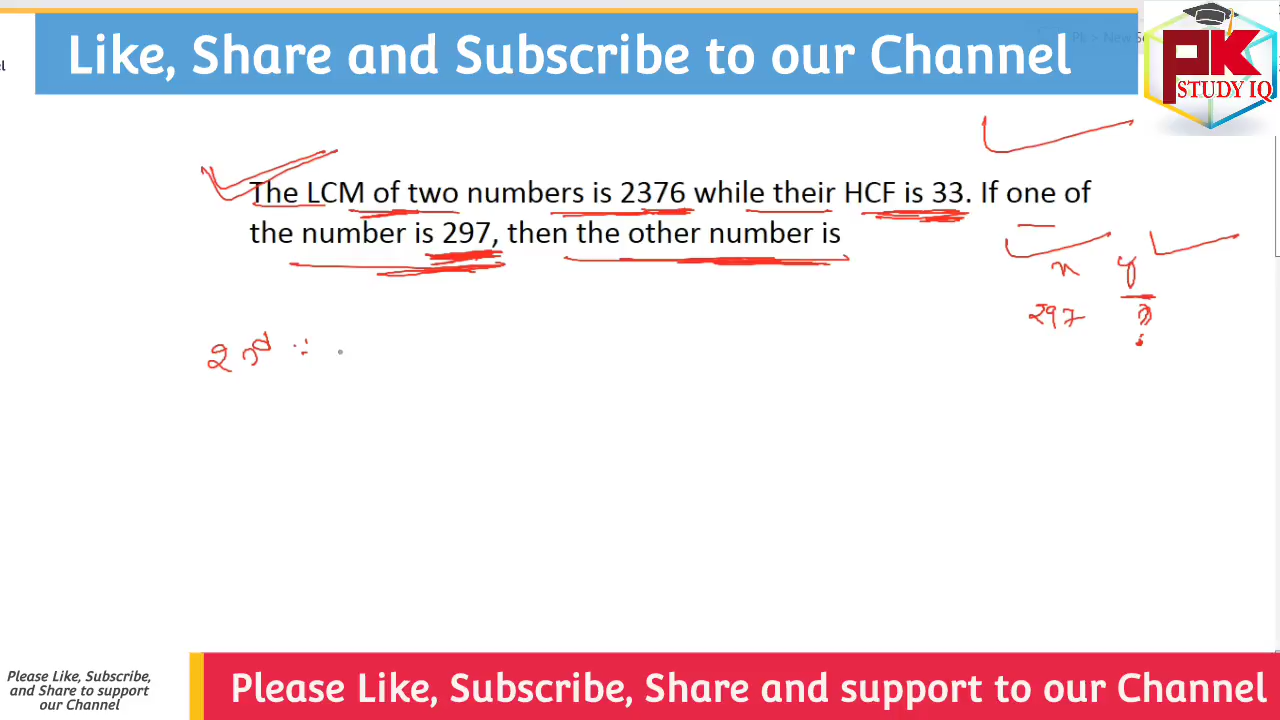 Like, Share and Subscribe to our Channel
PK
STUDY IQ
The LCM of two numbers is 2376 while their HCF is 33. If one of
the number is 297, then the other number is
x y
297 ?
2nd =
Please Like, Subscribe,
and Share to support
our Channel
Please Like, Subscribe, Share and support to our Channel